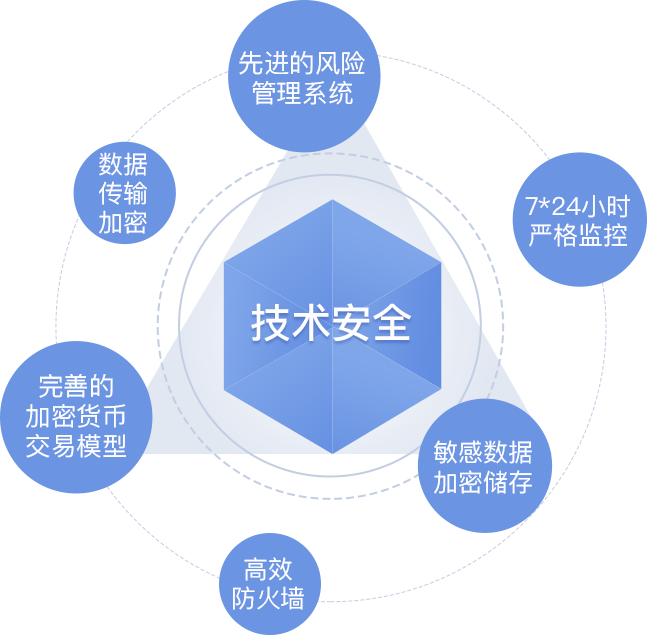 先进的风险
管理系统
数据
传输
加密
7*24小时
严格监控
技术安全
完善的
加密货币
交易模型
敏感数据
加密储存
高效
防火墙